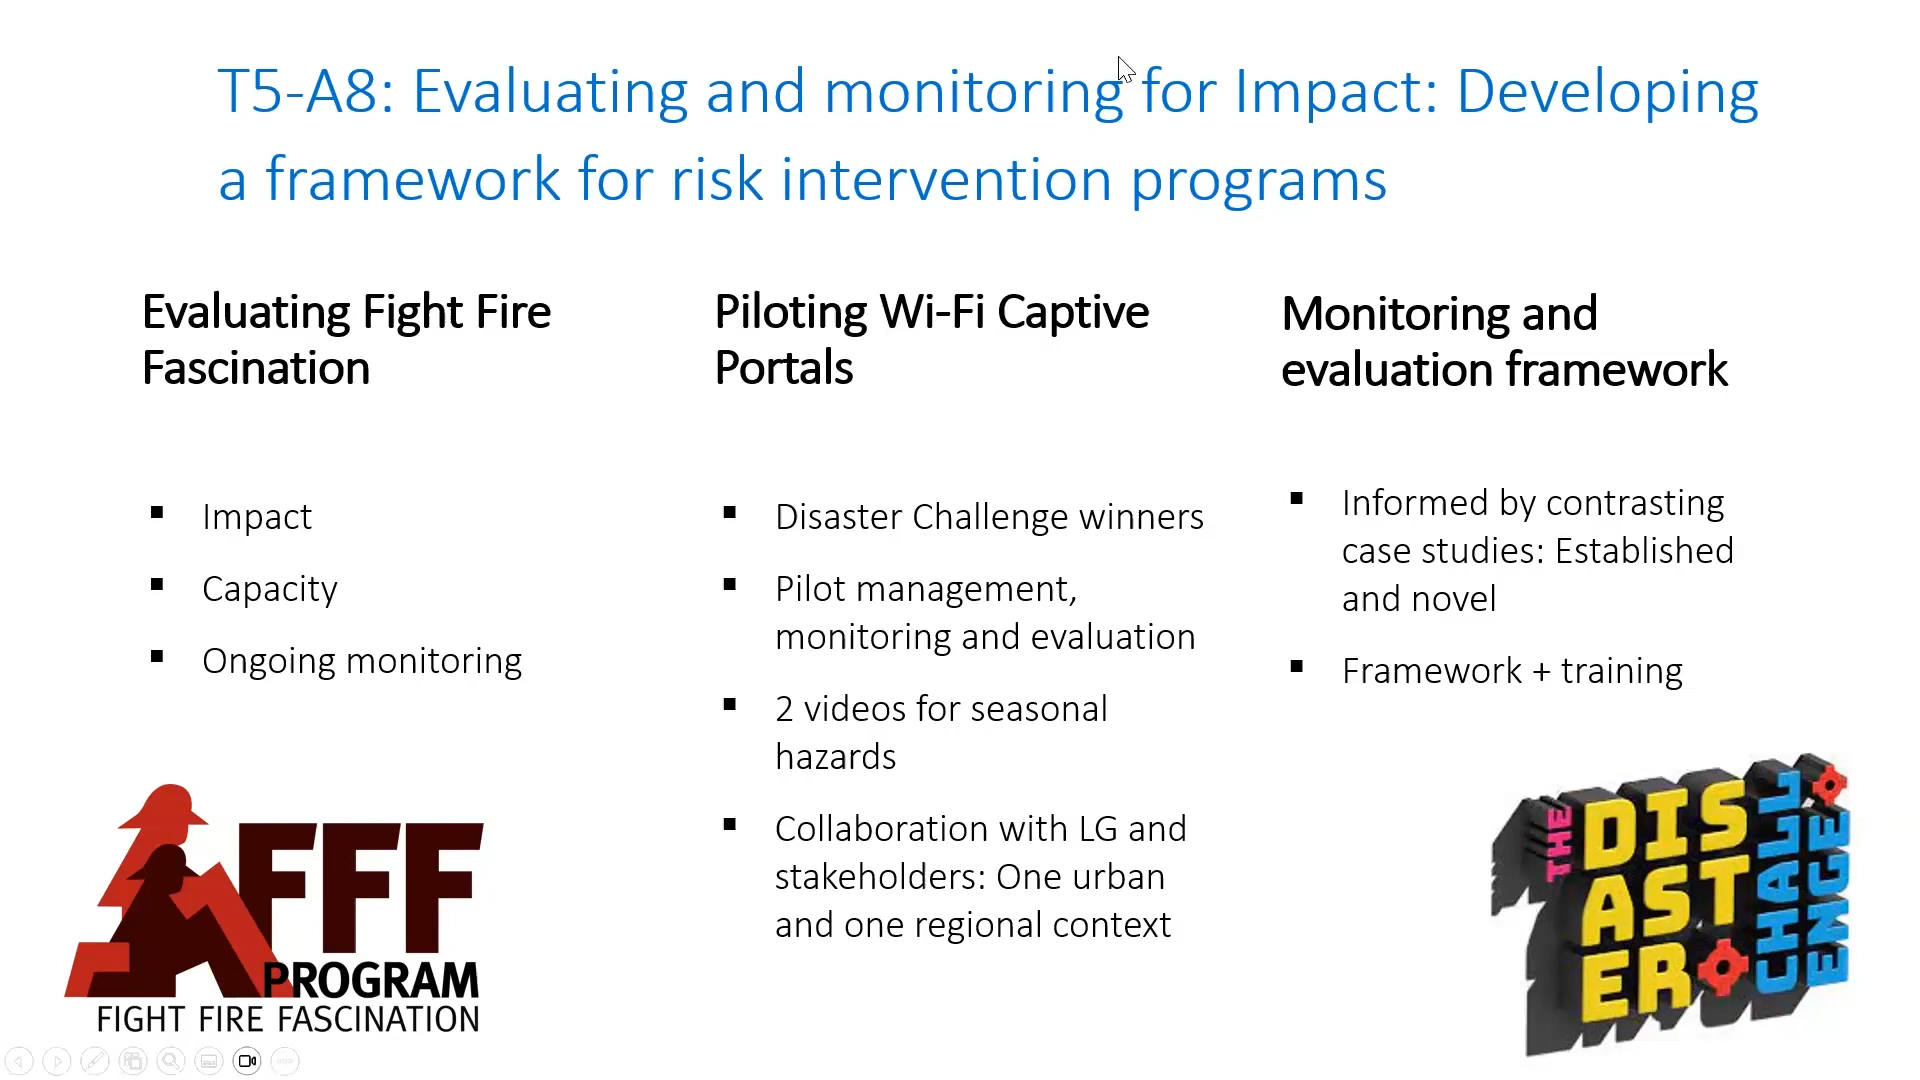 T5-A8: Evaluating and monitoring for Impact: Developing
a framework for risk intervention programs
Evaluating Fight Fire
Fascination
▪ Impact
▪ Capacity
▪ Ongoing monitoring
FFF
PROGRAM
FIGHT FIRE FASCINATION
Piloting Wi-Fi Captive
Portals
▪ Disaster Challenge winners
▪ Pilot management,
monitoring and evaluation
▪ 2 videos for seasonal
hazards
▪ Collaboration with LG and
stakeholders: One urban
and one regional context
Monitoring and
evaluation framework
▪ Informed by contrasting
case studies: Established
and novel
▪ Framework + training
THE
DIS
AST
ER
CHALL
ENGE